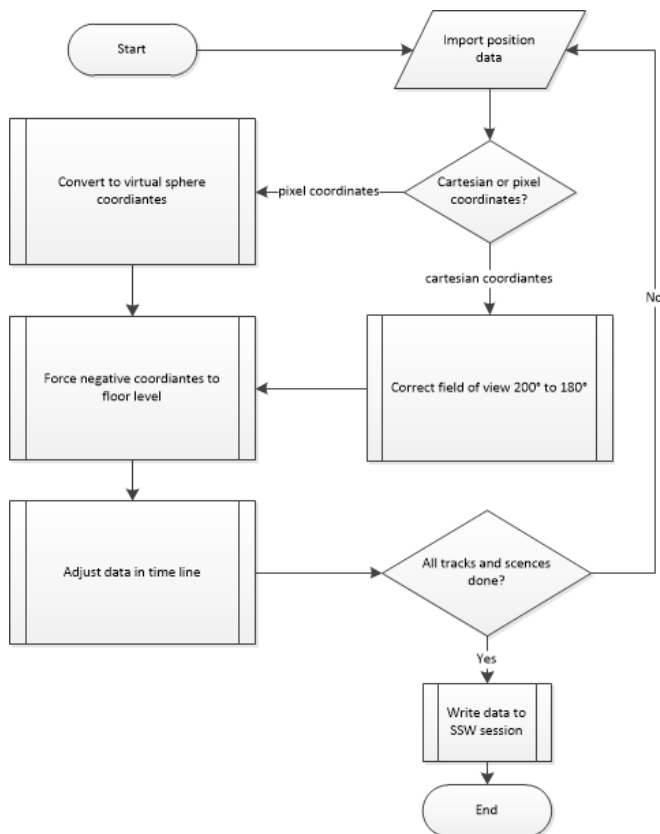 Start
Import position
data
Convert to virtual sphere
coordiantes
pixel coordinates
Cartesian or pixel
coordinates?
cartesian coordiantes
No
Force negative coordiantes to
floor level
Correct field of view 200° to 180°
Adjust data in time line
All tracks and scences
done?
Yes
Write data to
SSW session
End